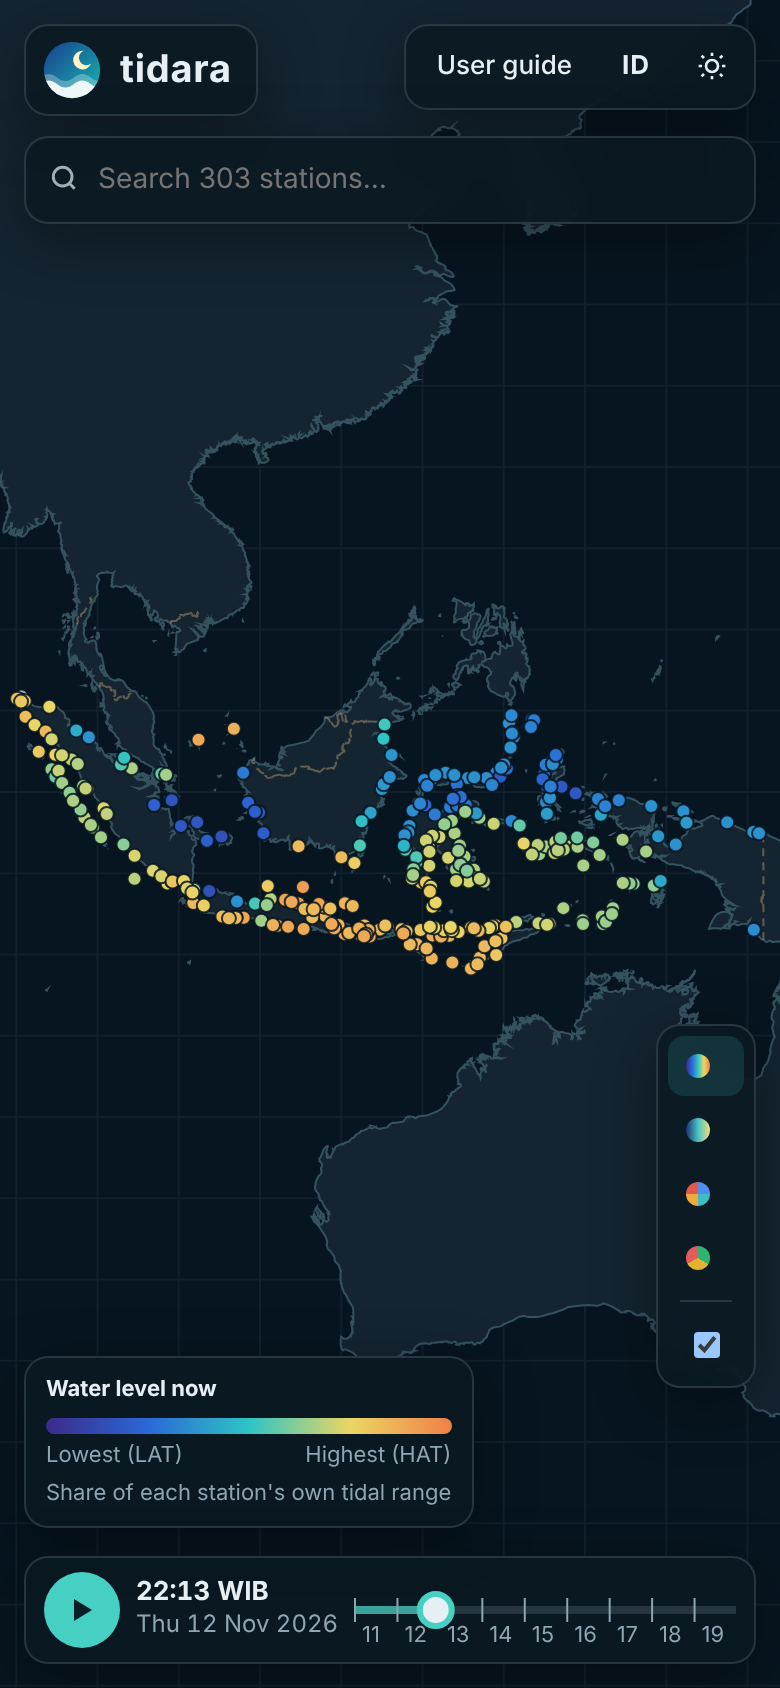 tidara
User guide ID
Search 303 stations...
Water level now
Lowest (LAT) Highest (HAT)
Share of each station's own tidal range
22:13 WIB
Thu 12 Nov 2026
11 12 13 14 15 16 17 18 19